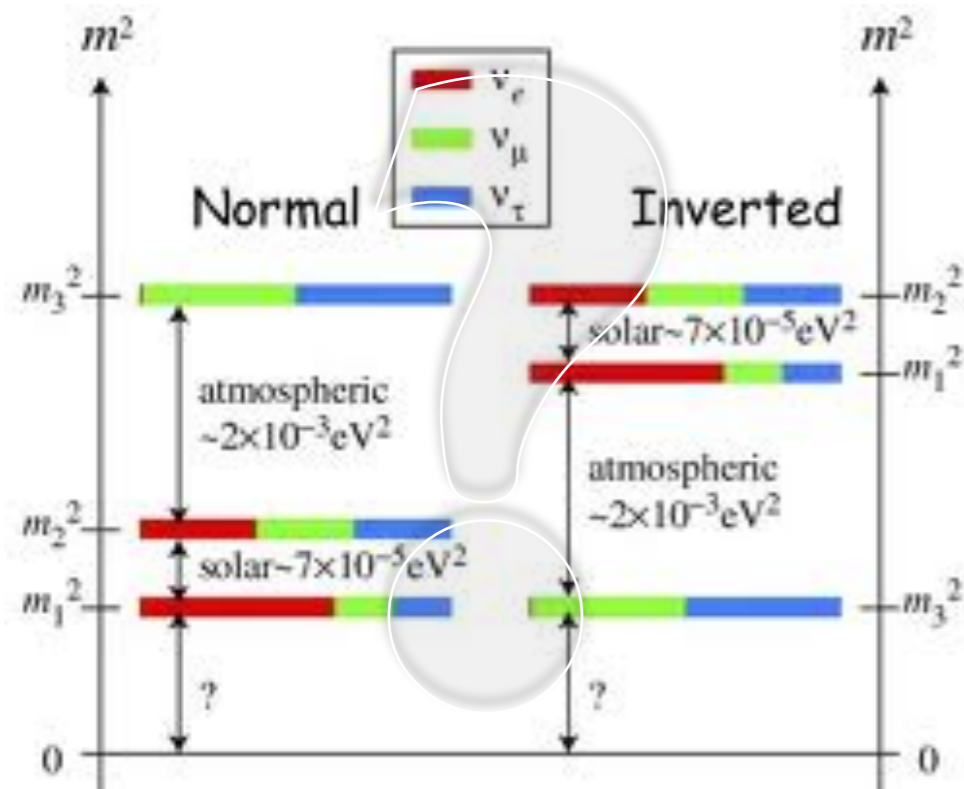 m² m²
ν_e
ν_μ
ν_τ
Normal Inverted
m₃² m₂²
solar~7×10⁻⁵eV²
m₁²
atmospheric
~2×10⁻³eV²
atmospheric
~2×10⁻³eV²
m₂²
solar~7×10⁻⁵eV²
m₁² m₃²
? ?
0 0